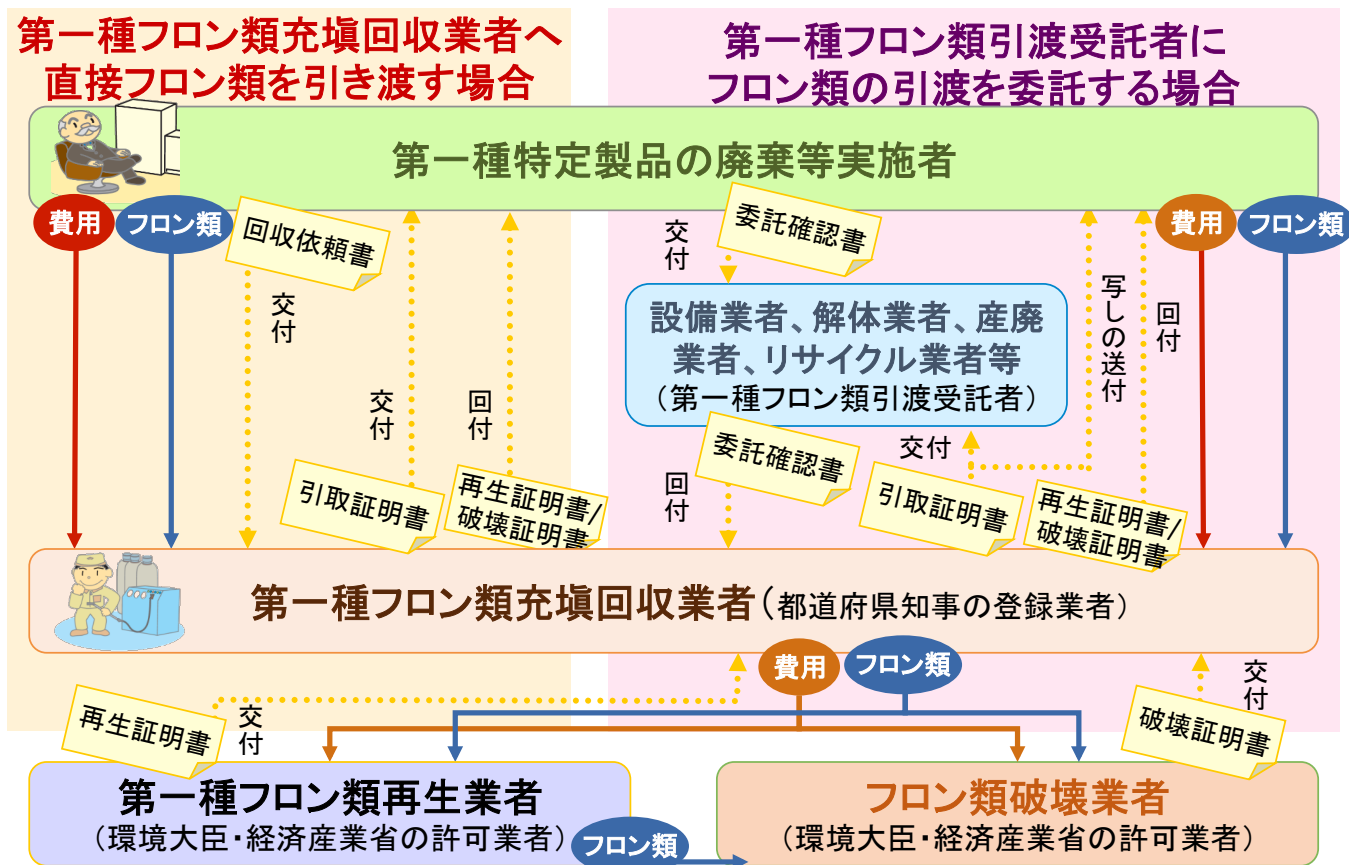 第一種フロン類充塡回収業者へ
直接フロン類を引き渡す場合
第一種フロン類引渡受託者に
フロン類の引渡を委託する場合
第一種特定製品の廃棄等実施者
費用
フロン類
回収依頼書
交付
引取証明書
交付
再生証明書/
破壊証明書
回付
委託確認書
交付
設備業者、解体業者、産廃
業者、リサイクル業者等
（第一種フロン類引渡受託者）
委託確認書
回付
交付
引取証明書
写しの送付
再生証明書/
破壊証明書
回付
費用
フロン類
第一種フロン類充塡回収業者（都道府県知事の登録業者）
費用
フロン類
再生証明書
交付
破壊証明書
交付
第一種フロン類再生業者
（環境大臣・経済産業省の許可業者）
フロン類
フロン類破壊業者
（環境大臣・経済産業省の許可業者）